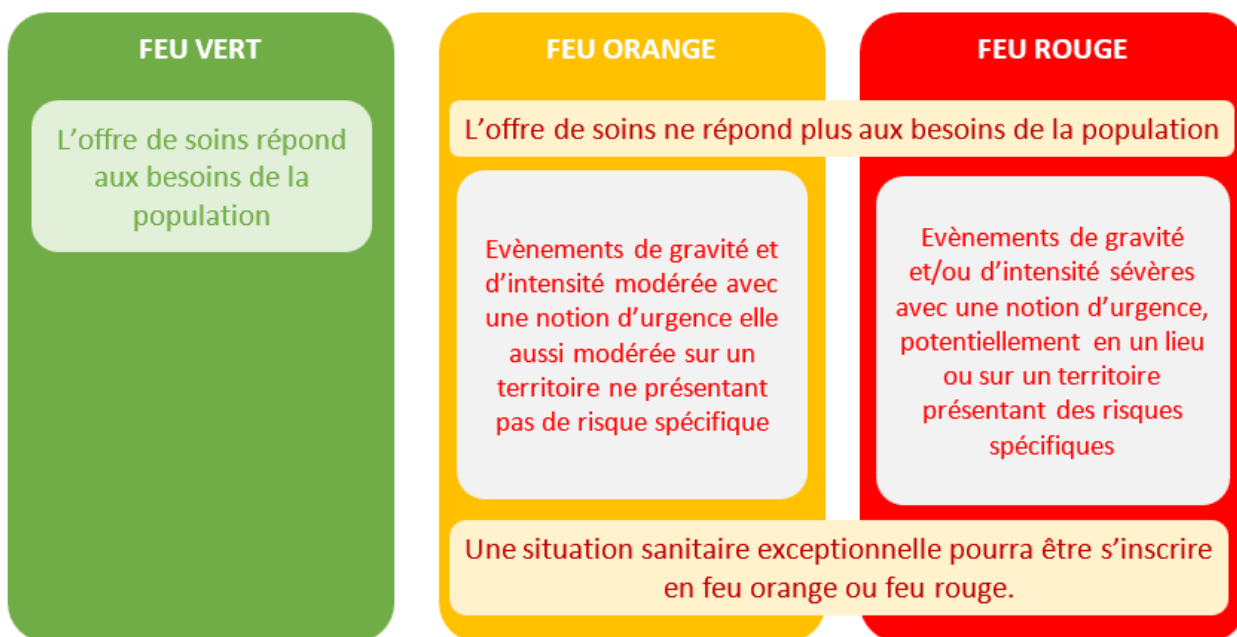 FEU VERT
L’offre de soins répond
aux besoins de la
population
FEU ORANGE
FEU ROUGE
L’offre de soins ne répond plus aux besoins de la population
Evènements de gravité et
d’intensité modérée avec
une notion d’urgence elle
aussi modérée sur un
territoire ne présentant
pas de risque spécifique
Evènements de gravité
et/ou d’intensité sévères
avec une notion d’urgence,
potentiellement en un lieu
ou sur un territoire
présentant des risques
spécifiques
Une situation sanitaire exceptionnelle pourra être s’inscrire
en feu orange ou feu rouge.